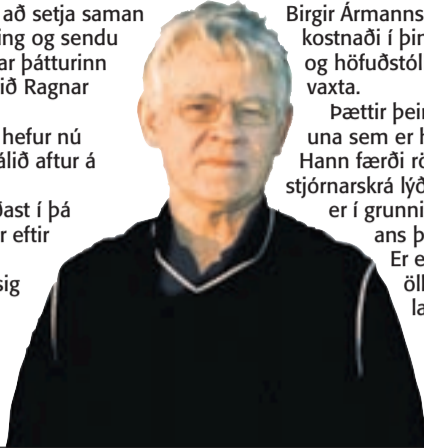 að setja saman
ing og sendu
ar þátturinn
ið Ragnar
hefur nú
álið aftur á
ast í þá
r eftir
sig
Birgir Ármanns
kostnaði í þin
og höfuðstól
vaxta.
Þættir þeir
una sem er h
Hann færði rö
stjórnarskrá lýð
er í grunni
ans þ
Er e
öll
la